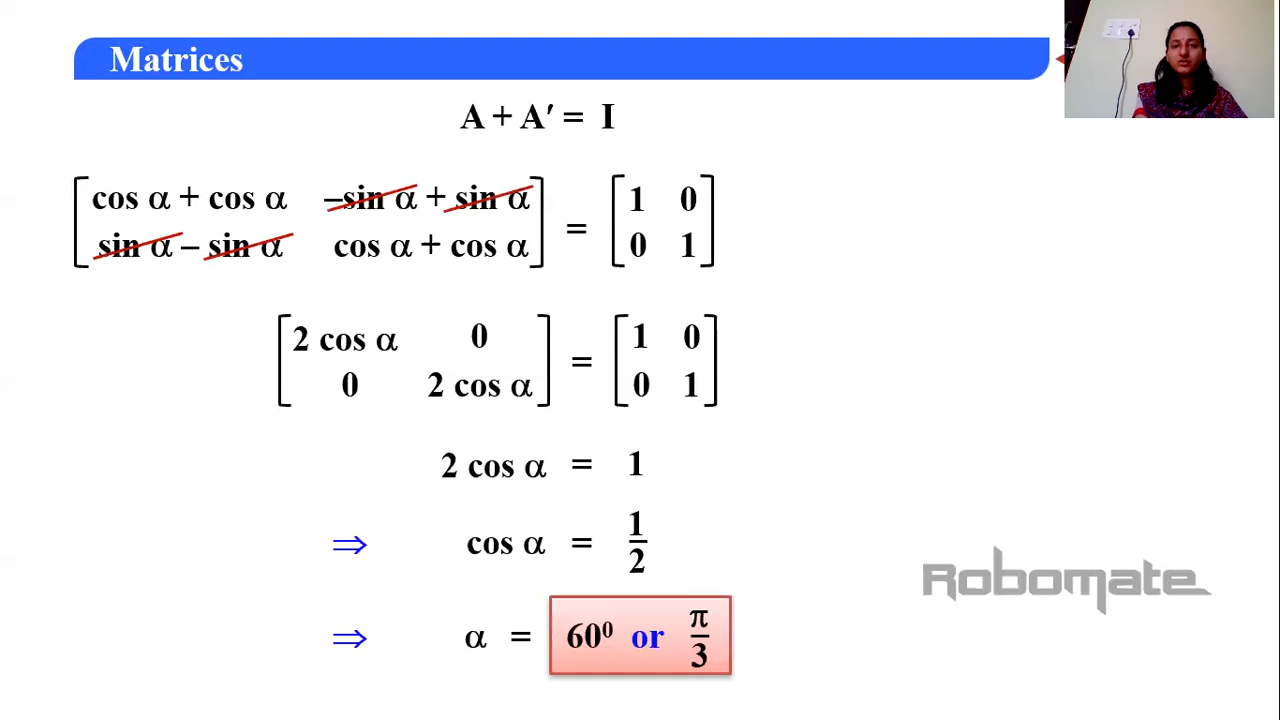 Matrices
A + A′ = I
[cos α + cos α –sin α + sin α] = [1 0]
[sin α – sin α cos α + cos α] [0 1]
[2 cos α 0] = [1 0]
[0 2 cos α] [0 1]
2 cos α = 1
⇒ cos α = 1/2
Robomate
⇒ α = 60⁰ or π/3